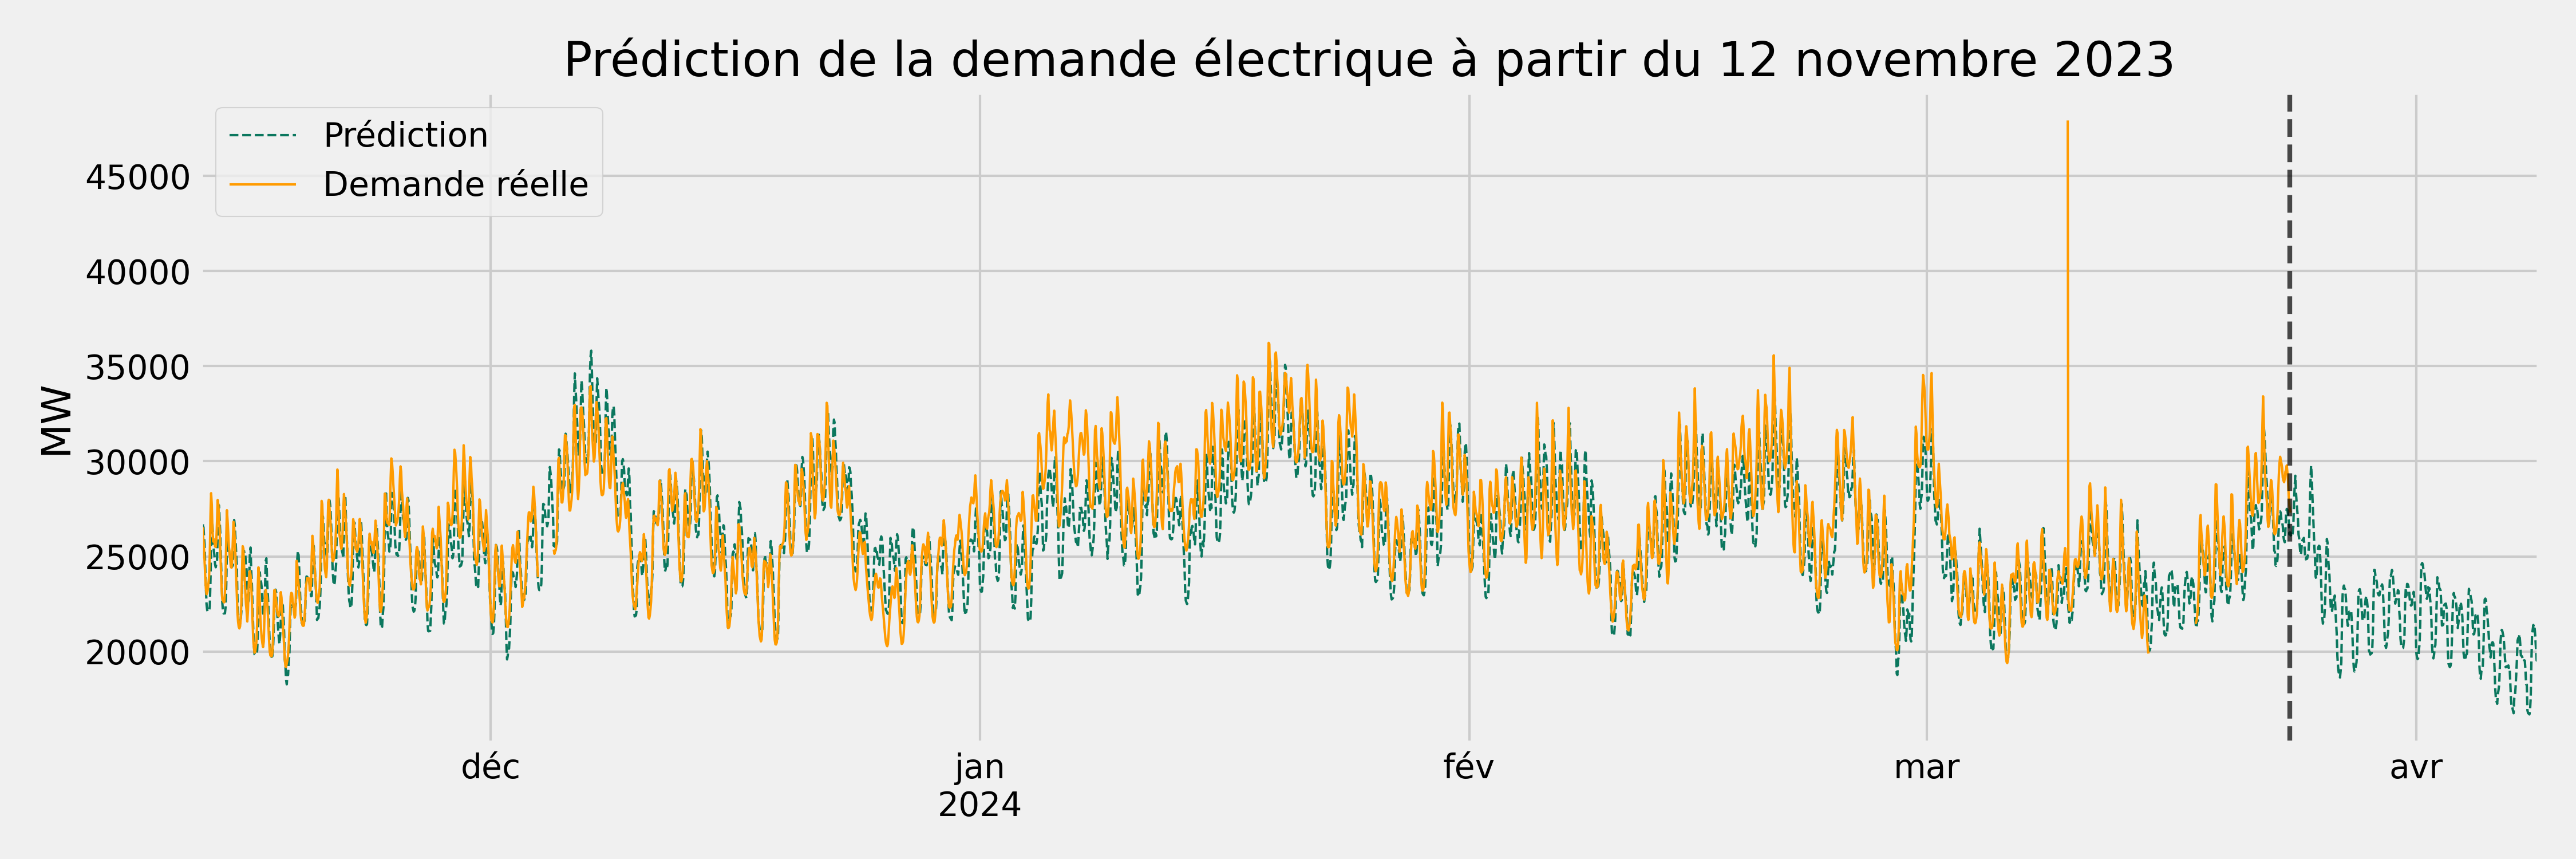 Prédiction de la demande électrique à partir du 12 novembre 2023
Prédiction
Demande réelle
MW
45000
40000
35000
30000
25000
20000
déc
jan
2024
fév
mar
avr